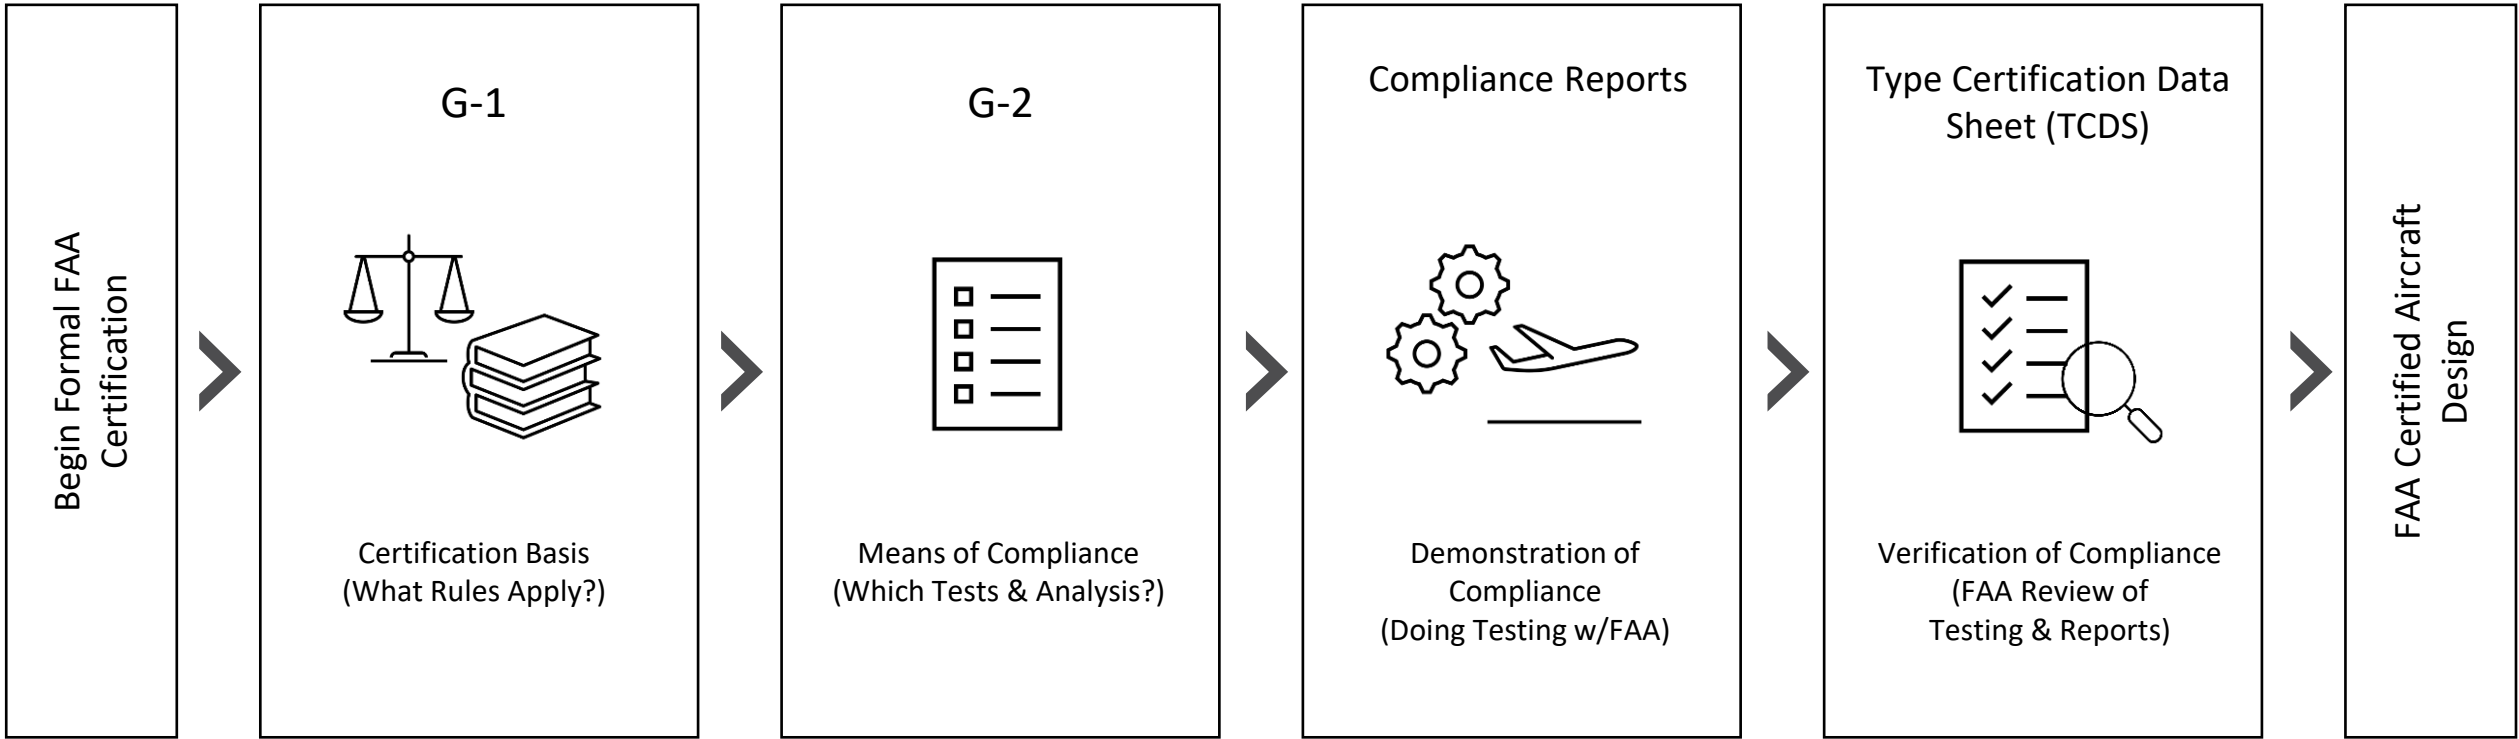 Begin Formal FAA
Certification
G-1
Certification Basis
(What Rules Apply?)
G-2
Means of Compliance
(Which Tests & Analysis?)
Compliance Reports
Demonstration of
Compliance
(Doing Testing w/FAA)
Type Certification Data
Sheet (TCDS)
Verification of Compliance
(FAA Review of
Testing & Reports)
FAA Certified Aircraft
Design